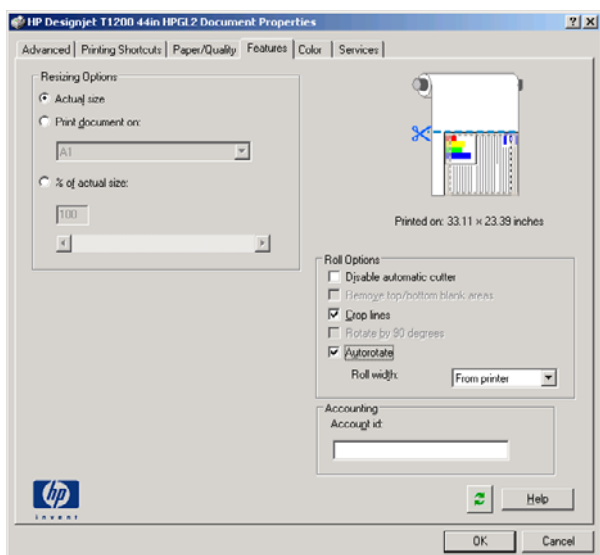 HP Designjet T1200 44in HPGL2 Document Properties
Advanced Printing Shortcuts Paper/Quality Features Color Services
Resizing Options
Actual size
Print document on:
A1
% of actual size:
100
Printed on: 33.11 × 23.39 inches
Roll Options
Disable automatic cutter
Remove top/bottom blank areas
Crop lines
Rotate by 90 degrees
Autorotate
Roll width: From printer
Accounting
Account id:
hp
invent
Help
OK Cancel